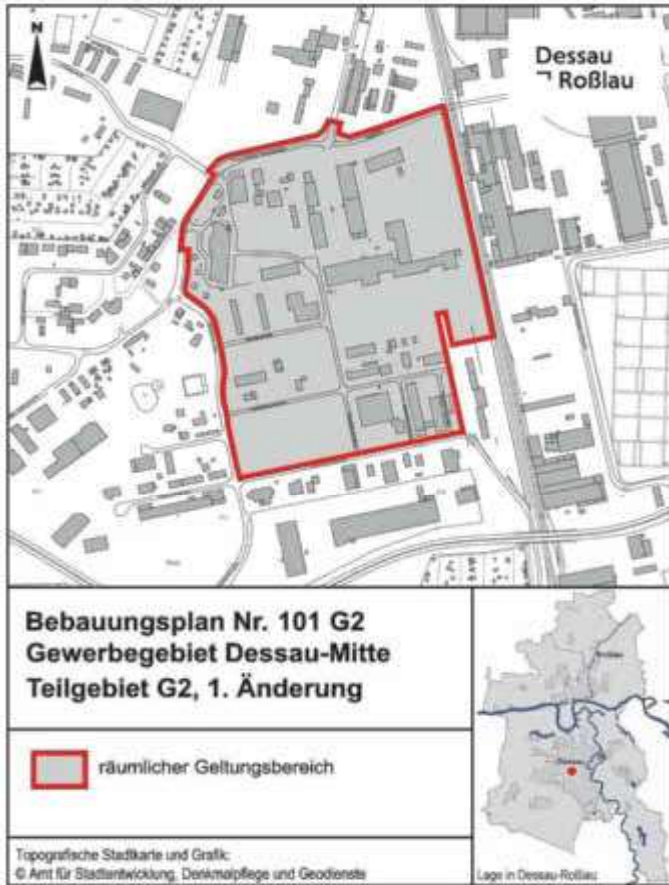 N
Dessau
Roßlau
Bebauungsplan Nr. 101 G2
Gewerbegebiet Dessau-Mitte
Teilgebiet G2, 1. Änderung
räumlicher Geltungsbereich
Topografische Stadtkarte und Grafik:
© Amt für Stadtentwicklung, Denkmalpflege und Geodienste
Lage in Dessau-Roßlau